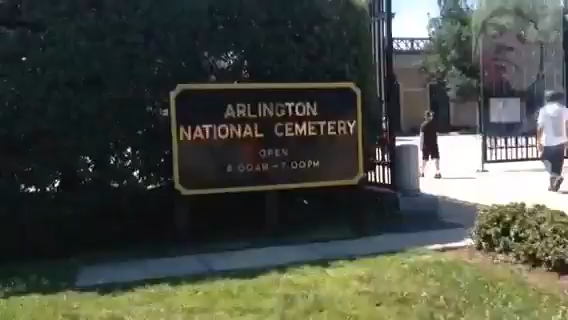 ARLINGTON
NATIONAL CEMETERY
OPEN
8:00AM - 7:00PM